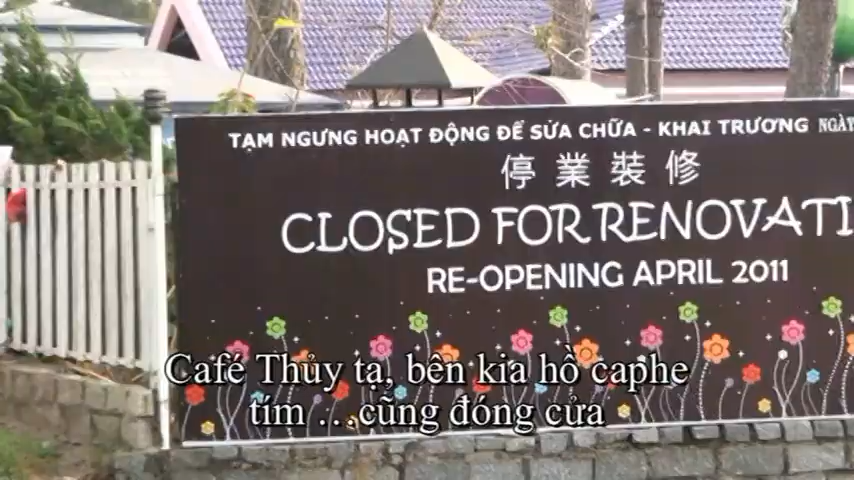 TẠM NGƯNG HOẠT ĐỘNG ĐỂ SỬA CHỮA - KHAI TRƯƠNG NGÀY
停業裝修
CLOSED FOR RENOVATI
RE-OPENING APRIL 2011
Café Thủy tạ, bên kia hồ caphe
tím …cũng đóng cửa